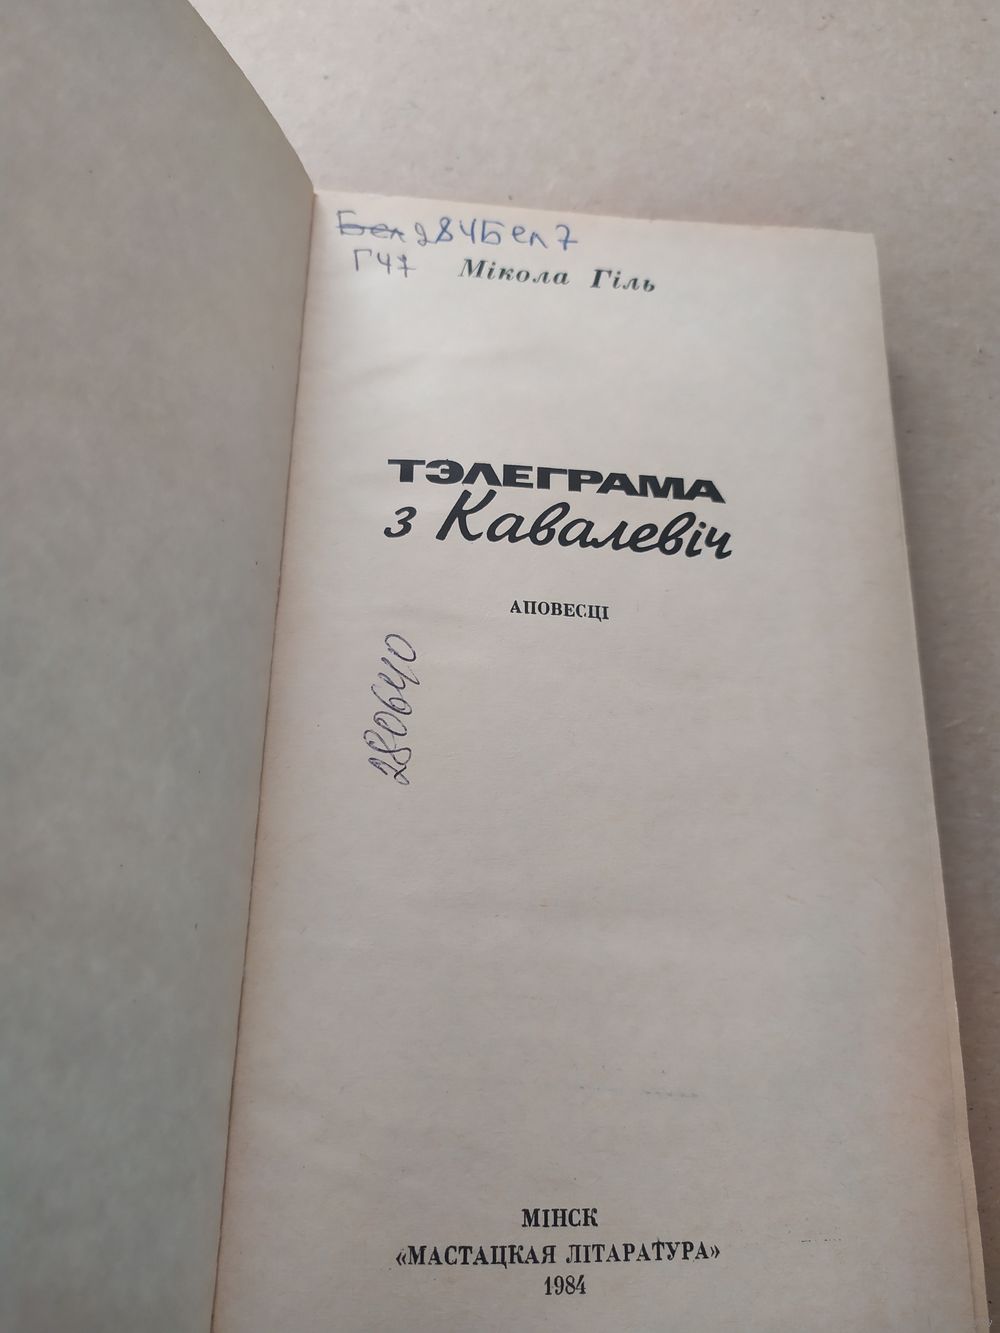 Бел 284Бел7
Г47
Мікола Гіль
ТЭЛЕГРАМА
з Кавалевіч
АПОВЕСЦІ
280640
МІНСК
«МАСТАЦКАЯ ЛІТАРАТУРА»
1984